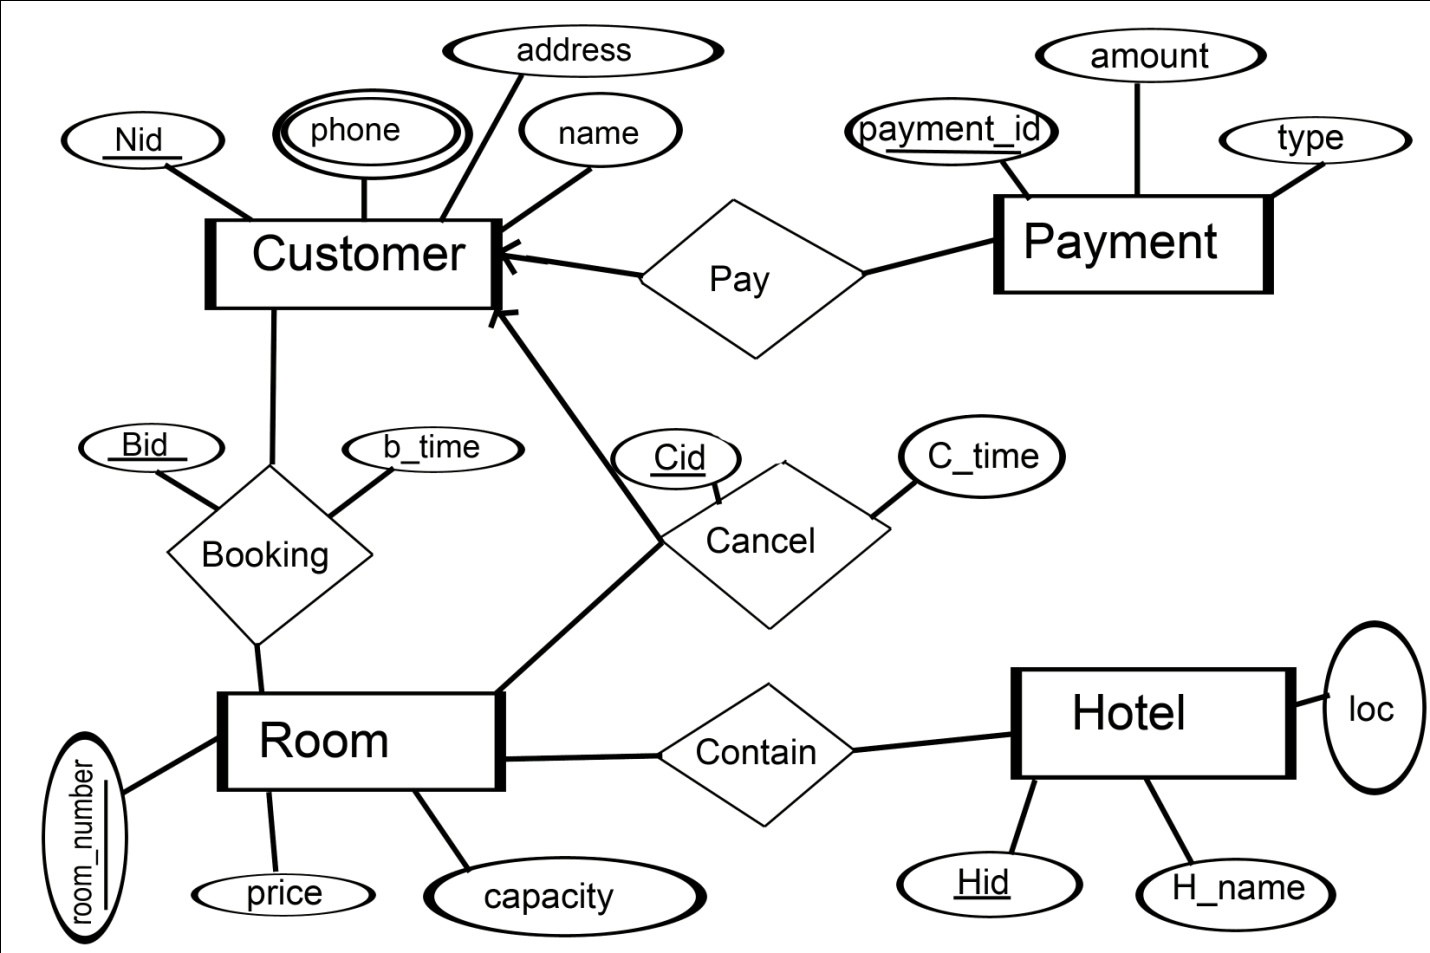 address
amount
Nid
phone
name
payment_id
type
Customer
Pay
Payment
Bid
b_time
Cid
C_time
Booking
Cancel
Room
Contain
Hotel
loc
room_number
price
capacity
Hid
H_name